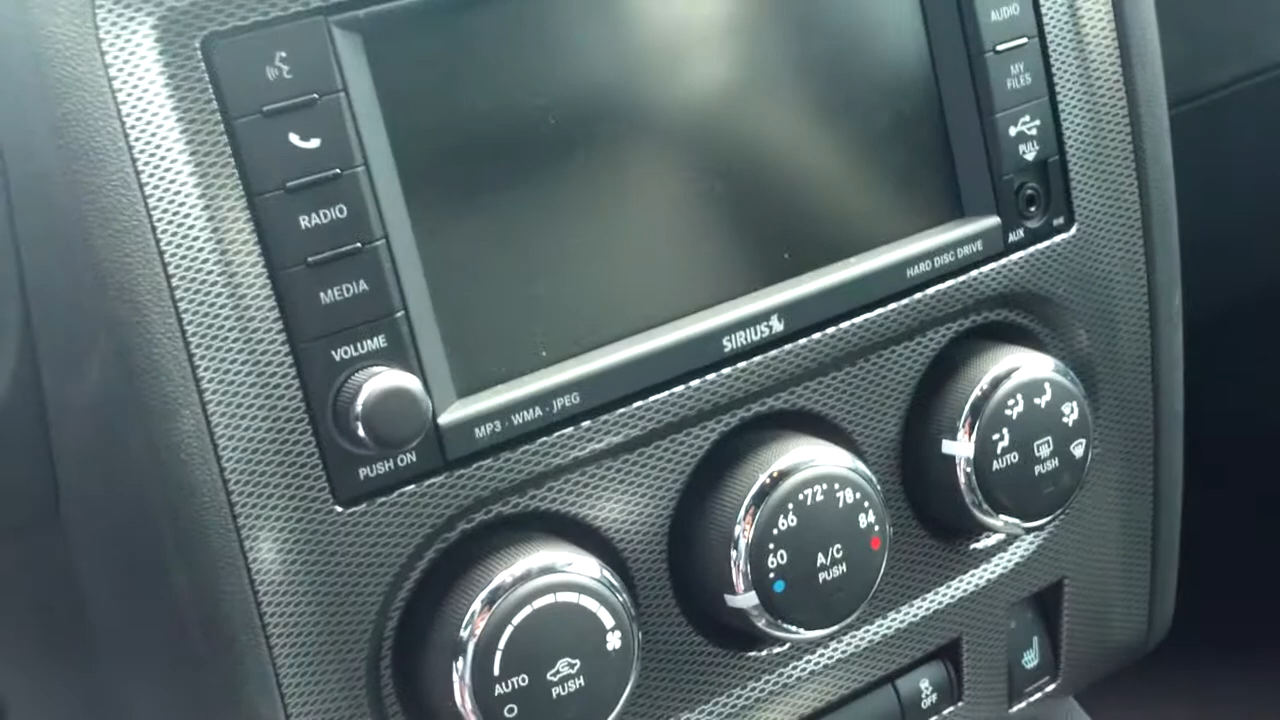 AUDIO
MY
FILES
PULL
AUX
RADIO
MEDIA
VOLUME
PUSH ON
MP3 - WMA - JPEG
SIRIUS
HARD DISC DRIVE
AUTO
PUSH
60
66
72
78
84
A/C
PUSH
AUTO
PUSH
OFF